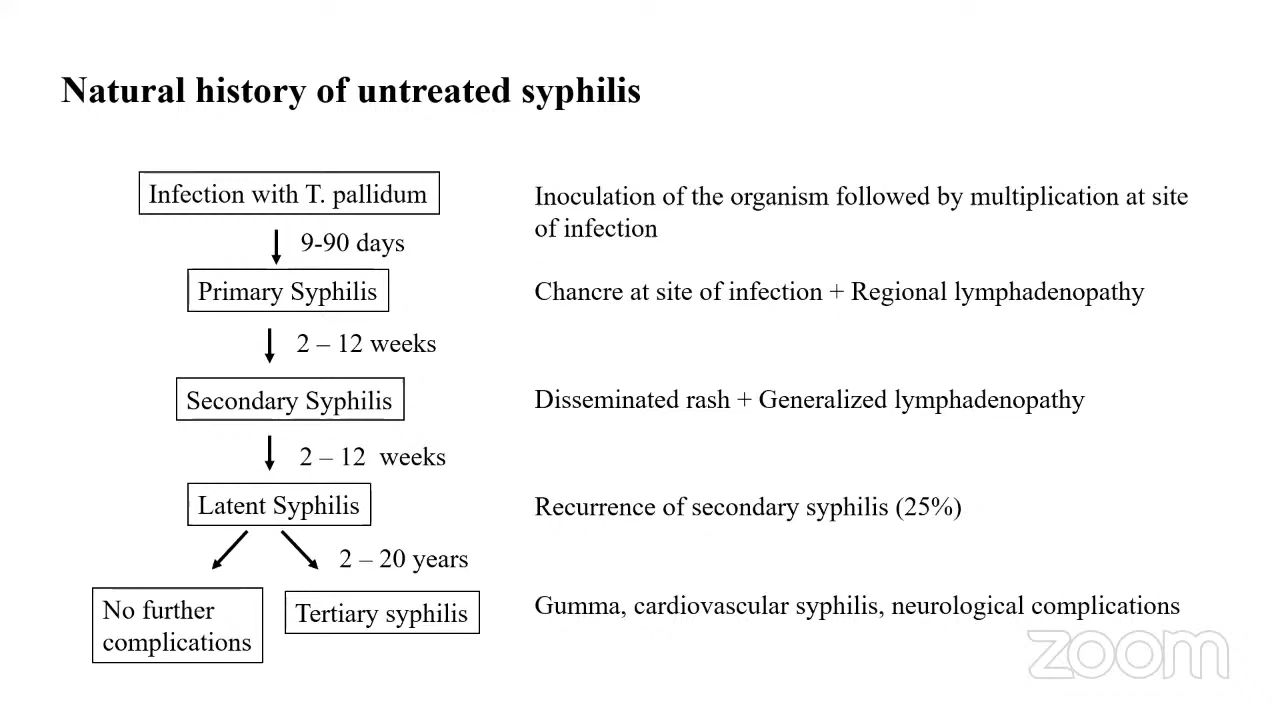 Natural history of untreated syphilis
Infection with T. pallidum
Inoculation of the organism followed by multiplication at site
of infection
9-90 days
Primary Syphilis
Chancre at site of infection + Regional lymphadenopathy
2 – 12 weeks
Secondary Syphilis
Disseminated rash + Generalized lymphadenopathy
2 – 12 weeks
Latent Syphilis
Recurrence of secondary syphilis (25%)
2 – 20 years
No further
complications
Tertiary syphilis
Gumma, cardiovascular syphilis, neurological complications
zoom